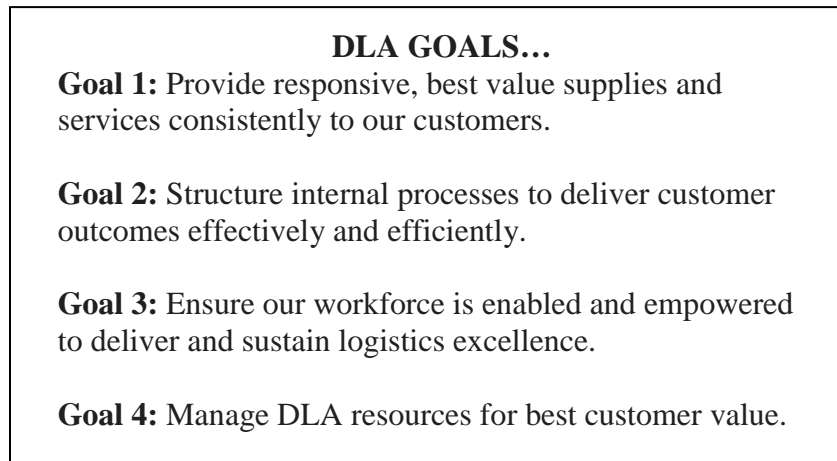 DLA GOALS…
Goal 1: Provide responsive, best value supplies and
services consistently to our customers.
Goal 2: Structure internal processes to deliver customer
outcomes effectively and efficiently.
Goal 3: Ensure our workforce is enabled and empowered
to deliver and sustain logistics excellence.
Goal 4: Manage DLA resources for best customer value.